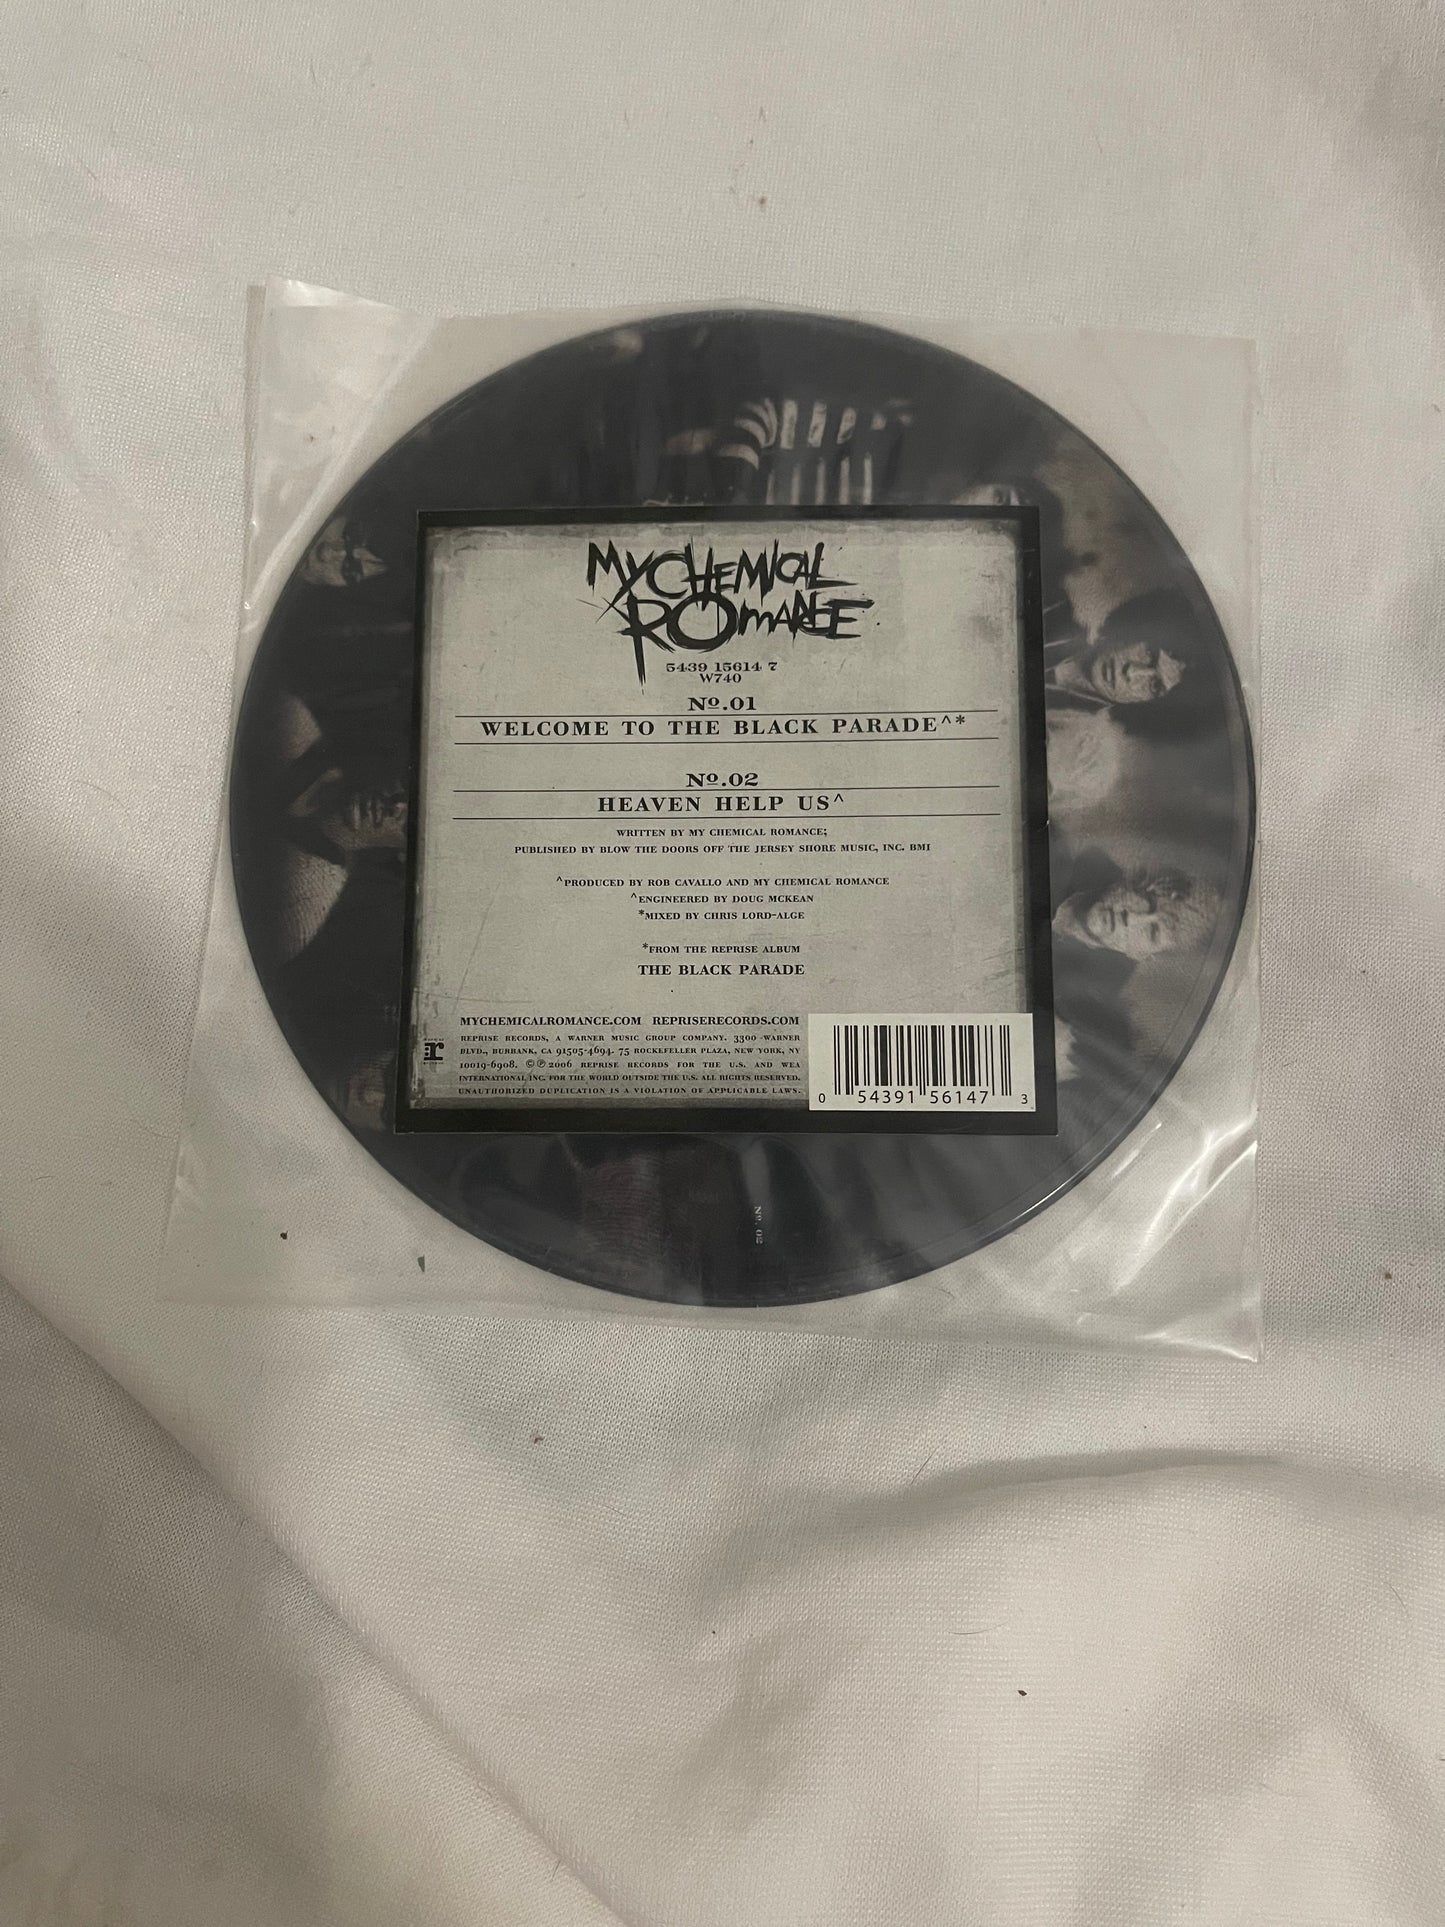 MY CHEMICAL
ROMANCE
5439 15614 7
W740
Nº.01
WELCOME TO THE BLACK PARADE^*
Nº.02
HEAVEN HELP US^
WRITTEN BY MY CHEMICAL ROMANCE;
PUBLISHED BY BLOW THE DOORS OFF THE JERSEY SHORE MUSIC, INC. BMI
^PRODUCED BY ROB CAVALLO AND MY CHEMICAL ROMANCE
^ENGINEERED BY DOUG MCKEAN
*MIXED BY CHRIS LORD-ALGE
*FROM THE REPRISE ALBUM
THE BLACK PARADE
MYCHEMICALROMANCE.COM REPRISERECORDS.COM
REPRISE RECORDS, A WARNER MUSIC GROUP COMPANY. 3300 WARNER
BLVD., BURBANK, CA 91505-4694. 75 ROCKEFELLER PLAZA, NEW YORK, NY
10019-6908. ©℗2006 REPRISE RECORDS FOR THE U.S. AND WEA
INTERNATIONAL INC. FOR THE WORLD OUTSIDE THE U.S. ALL RIGHTS RESERVED.
UNAUTHORIZED DUPLICATION IS A VIOLATION OF APPLICABLE LAWS.
r
0 54391 56147 3
Nº. 02